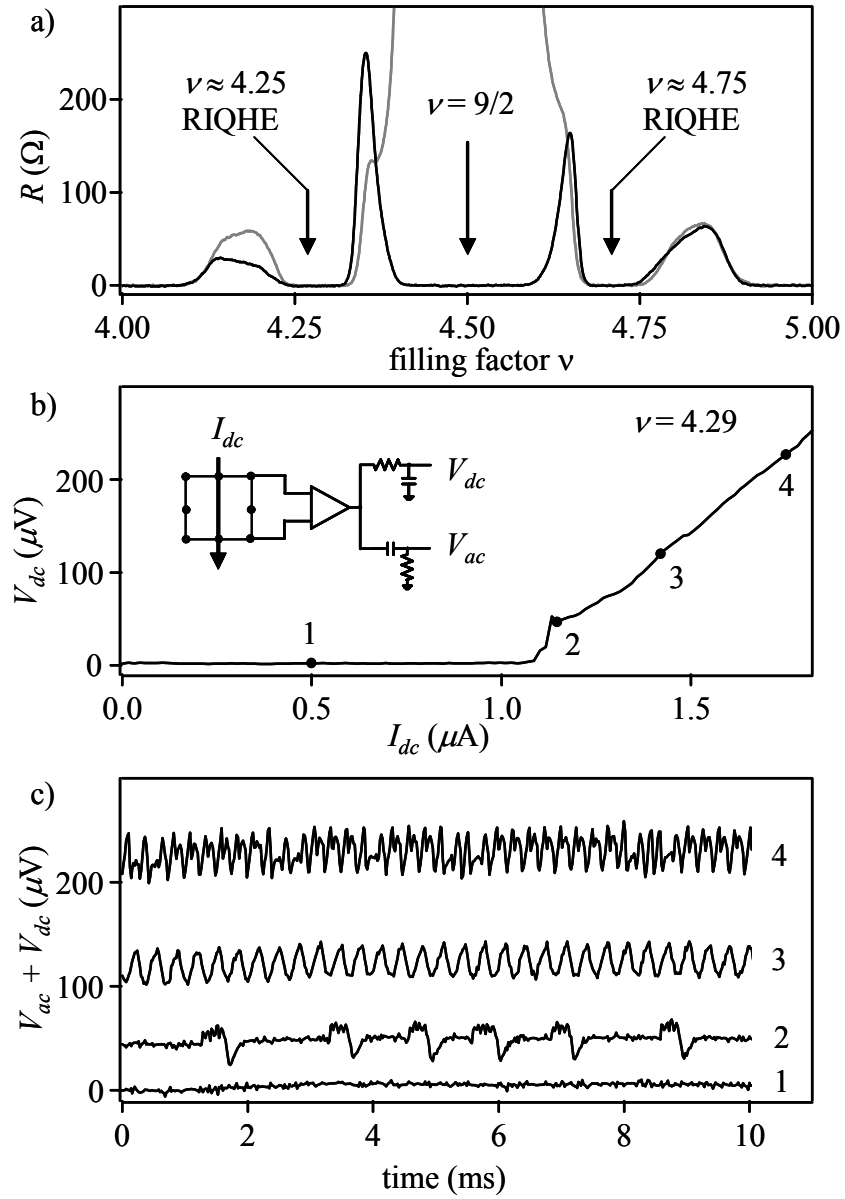 a)
200
100
0
R (Ω)
ν ≈ 4.25
RIQHE
ν = 9/2
ν ≈ 4.75
RIQHE
4.00 4.25 4.50 4.75 5.00
filling factor ν
b)
ν = 4.29
I_dc
V_dc
V_ac
200
100
0
V_dc (μV)
1
2
3
4
0.0 0.5 1.0 1.5
I_dc (μA)
c)
200
100
0
V_ac + V_dc (μV)
4
3
2
1
0 2 4 6 8 10
time (ms)